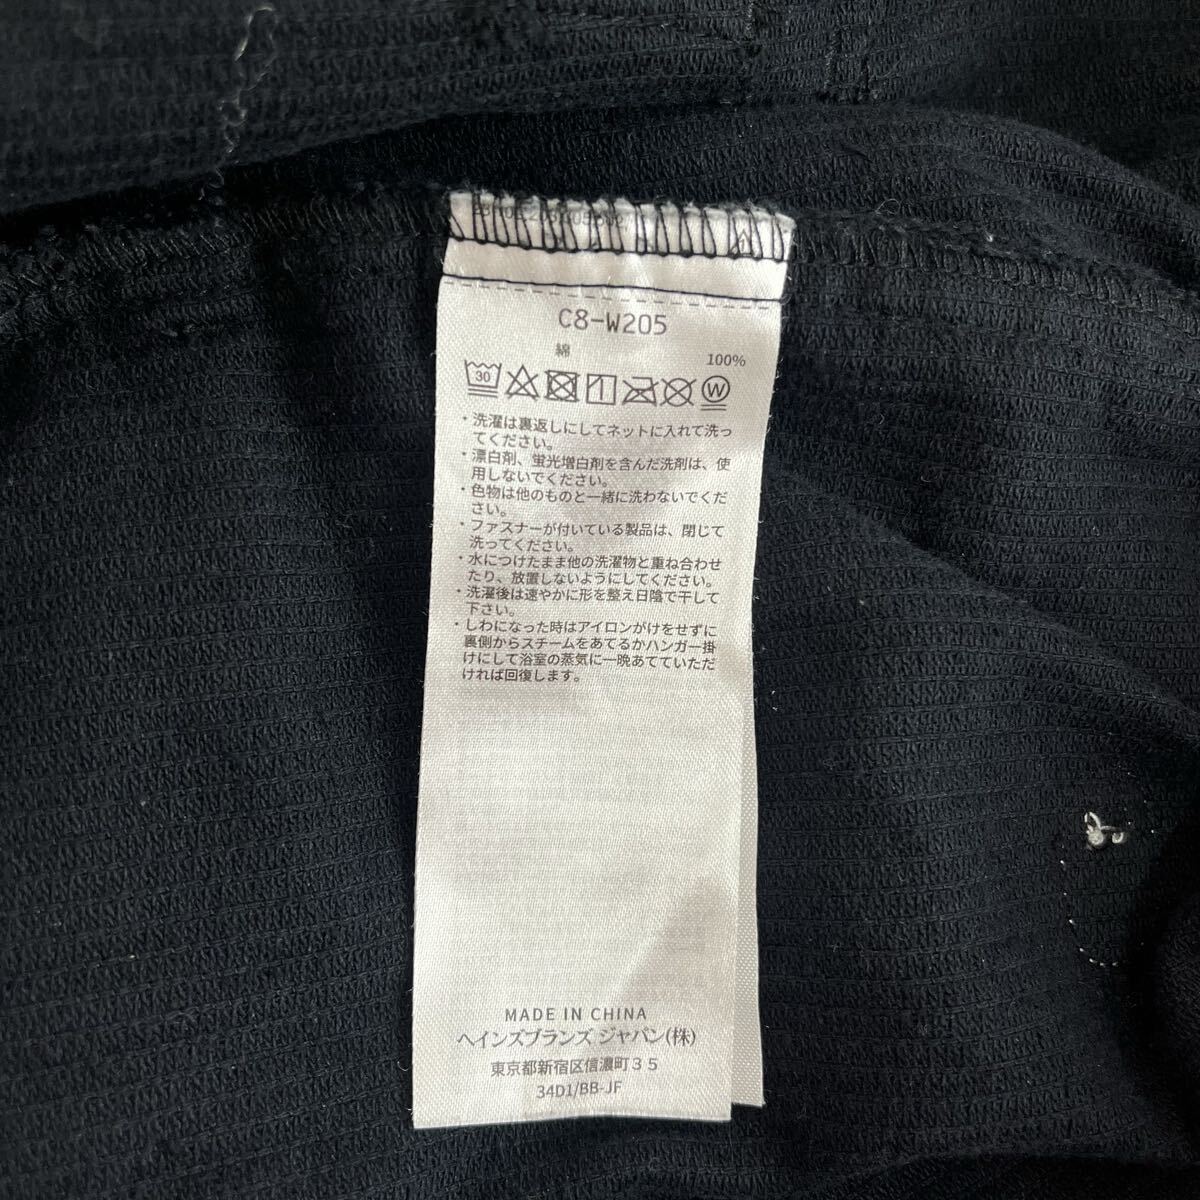 C8-W205
綿 100%
30 W
・洗濯は裏返しにしてネットに入れて洗っ
てください。
・漂白剤、蛍光増白剤を含んだ洗剤は、使
用しないでください。
・色物は他のものと一緒に洗わないでくだ
さい。
・ファスナーが付いている製品は、閉じて
洗ってください。
・水につけたまま他の洗濯物と重ね合わせ
たり、放置しないようにしてください。
・洗濯後は速やかに形を整え日陰で干して
下さい。
・しわになった時はアイロンがけをせずに
裏側からスチームをあてるかハンガー掛
けにして浴室の蒸気に一晩あてていただ
ければ回復します。
MADE IN CHINA
ヘインズブランズ ジャパン(株)
東京都新宿区信濃町３５
34D1/BB-JF